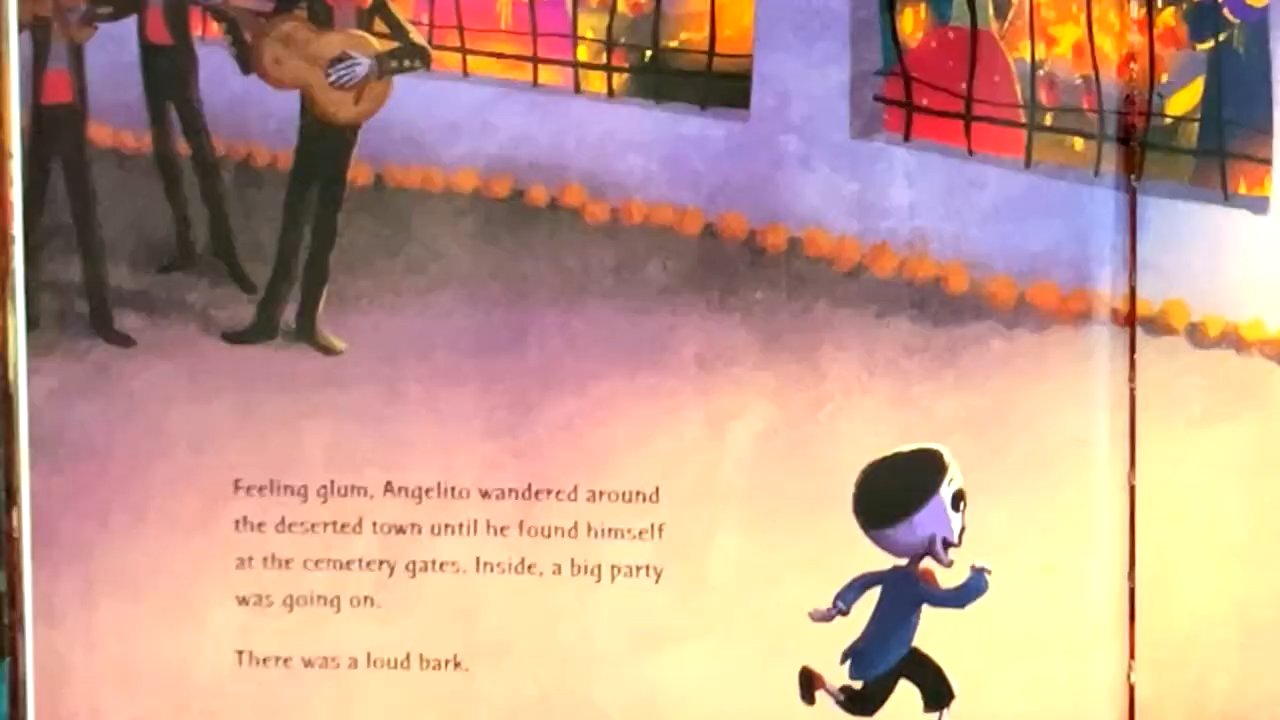 Feeling glum, Angelito wandered around
the deserted town until he found himself
at the cemetery gates. Inside, a big party
was going on.
There was a loud bark.